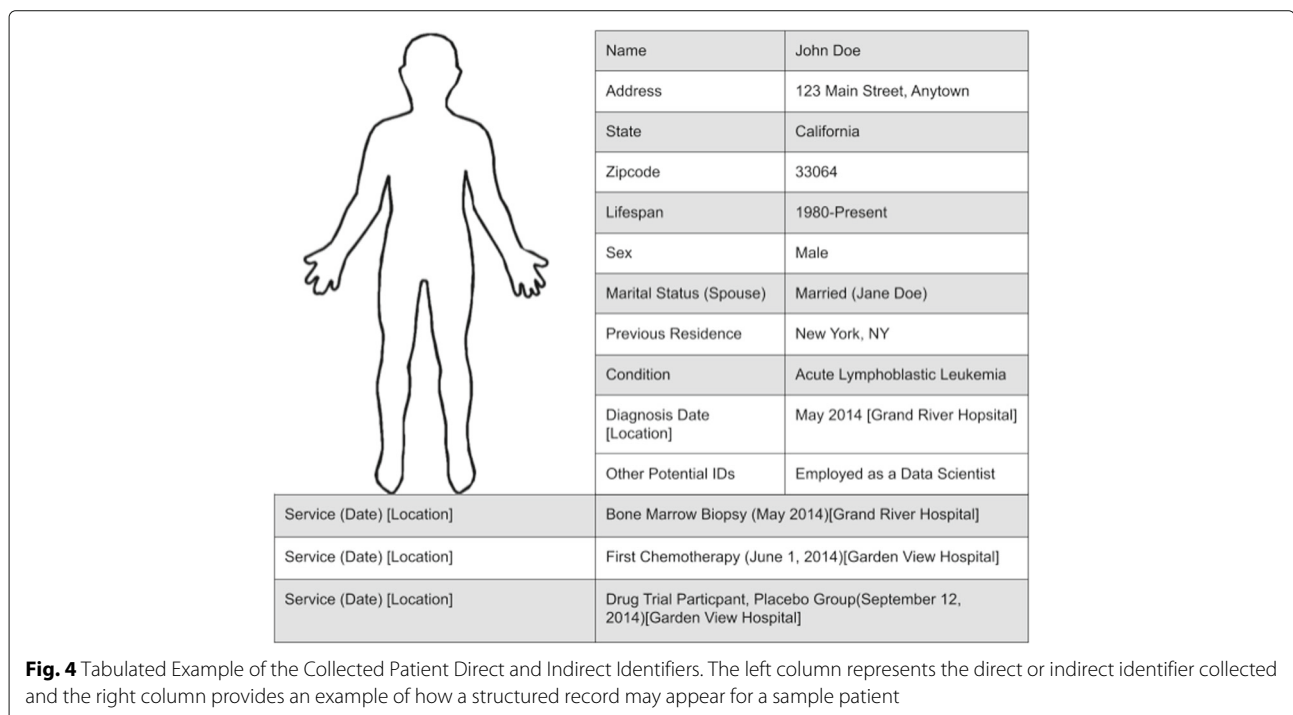 Name John Doe
Address 123 Main Street, Anytown
State California
Zipcode 33064
Lifespan 1980-Present
Sex Male
Marital Status (Spouse) Married (Jane Doe)
Previous Residence New York, NY
Condition Acute Lymphoblastic Leukemia
Diagnosis Date May 2014 [Grand River Hopsital]
[Location]
Other Potential IDs Employed as a Data Scientist
Service (Date) [Location] Bone Marrow Biopsy (May 2014)[Grand River Hospital]
Service (Date) [Location] First Chemotherapy (June 1, 2014)[Garden View Hospital]
Service (Date) [Location] Drug Trial Particpant, Placebo Group(September 12,
2014)[Garden View Hospital]
Fig. 4 Tabulated Example of the Collected Patient Direct and Indirect Identifiers. The left column represents the direct or indirect identifier collected
and the right column provides an example of how a structured record may appear for a sample patient